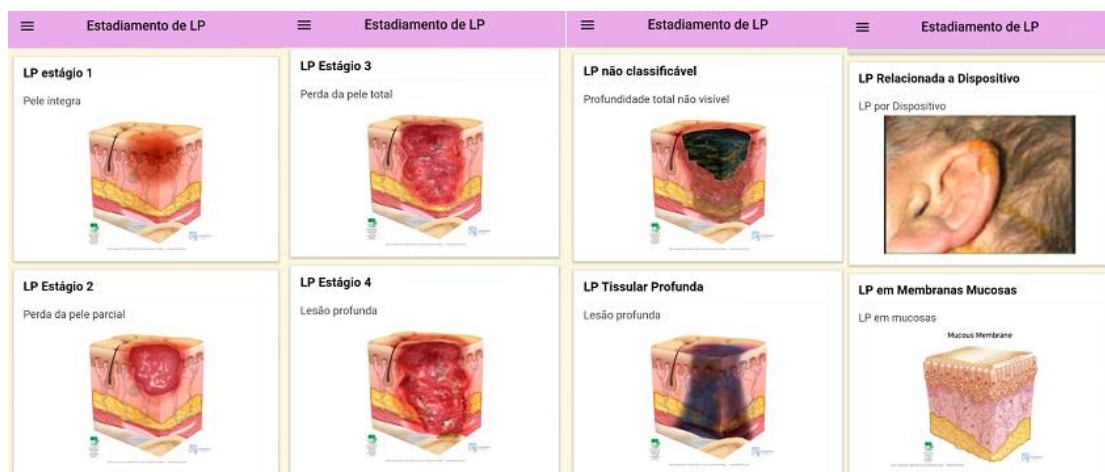 Estadiamento de LP
LP estágio 1
Pele íntegra
LP Estágio 2
Perda da pele parcial
Estadiamento de LP
LP Estágio 3
Perda da pele total
LP Estágio 4
Lesão profunda
Estadiamento de LP
LP não classificável
Profundidade total não visível
LP Tissular Profunda
Lesão profunda
Estadiamento de LP
LP Relacionada a Dispositivo
LP por Dispositivo
LP em Membranas Mucosas
LP em mucosas
Mucous Membrane